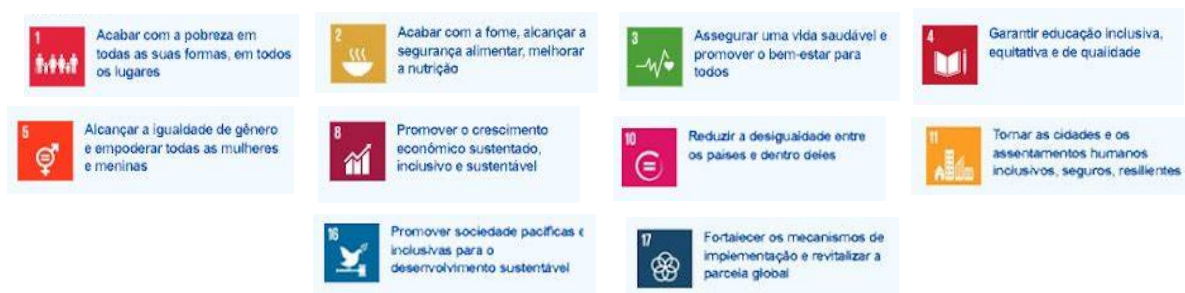 1
Acabar com a pobreza em
todas as suas formas, em todos
os lugares
2
Acabar com a fome, alcançar a
segurança alimentar, melhorar
a nutrição
3
Assegurar uma vida saudável e
promover o bem-estar para
todos
4
Garantir educação inclusiva,
equitativa e de qualidade
5
Alcançar a igualdade de gênero
e empoderar todas as mulheres
e meninas
8
Promover o crescimento
econômico sustentado,
inclusivo e sustentável
10
Reduzir a desigualdade entre
os países e dentro deles
11
Tornar as cidades e os
assentamentos humanos
inclusivos, seguros, resilientes
16
Promover sociedade pacíficas e
inclusivas para o
desenvolvimento sustentável
17
Fortalecer os mecanismos de
implementação e revitalizar a
parceia global